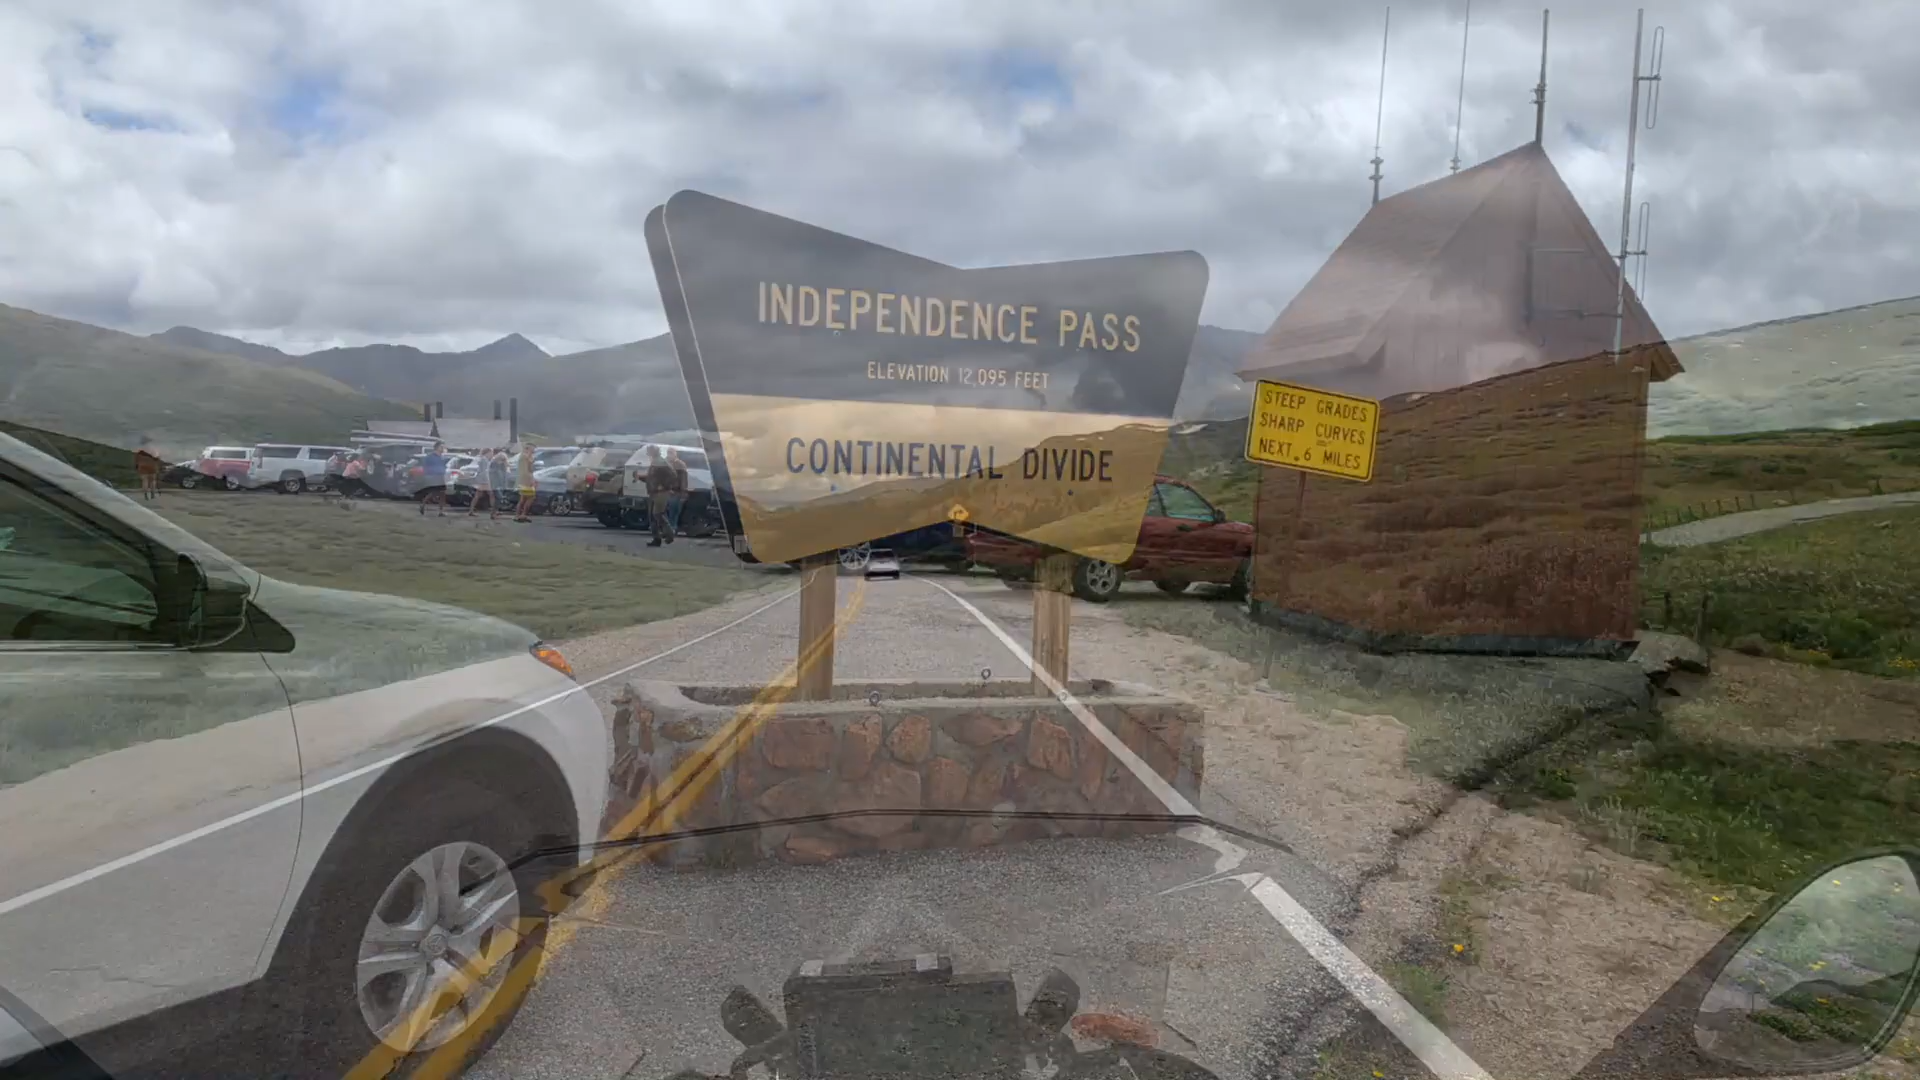 INDEPENDENCE PASS
ELEVATION 12,095 FEET
CONTINENTAL DIVIDE
STEEP GRADES
SHARP CURVES
NEXT 6 MILES